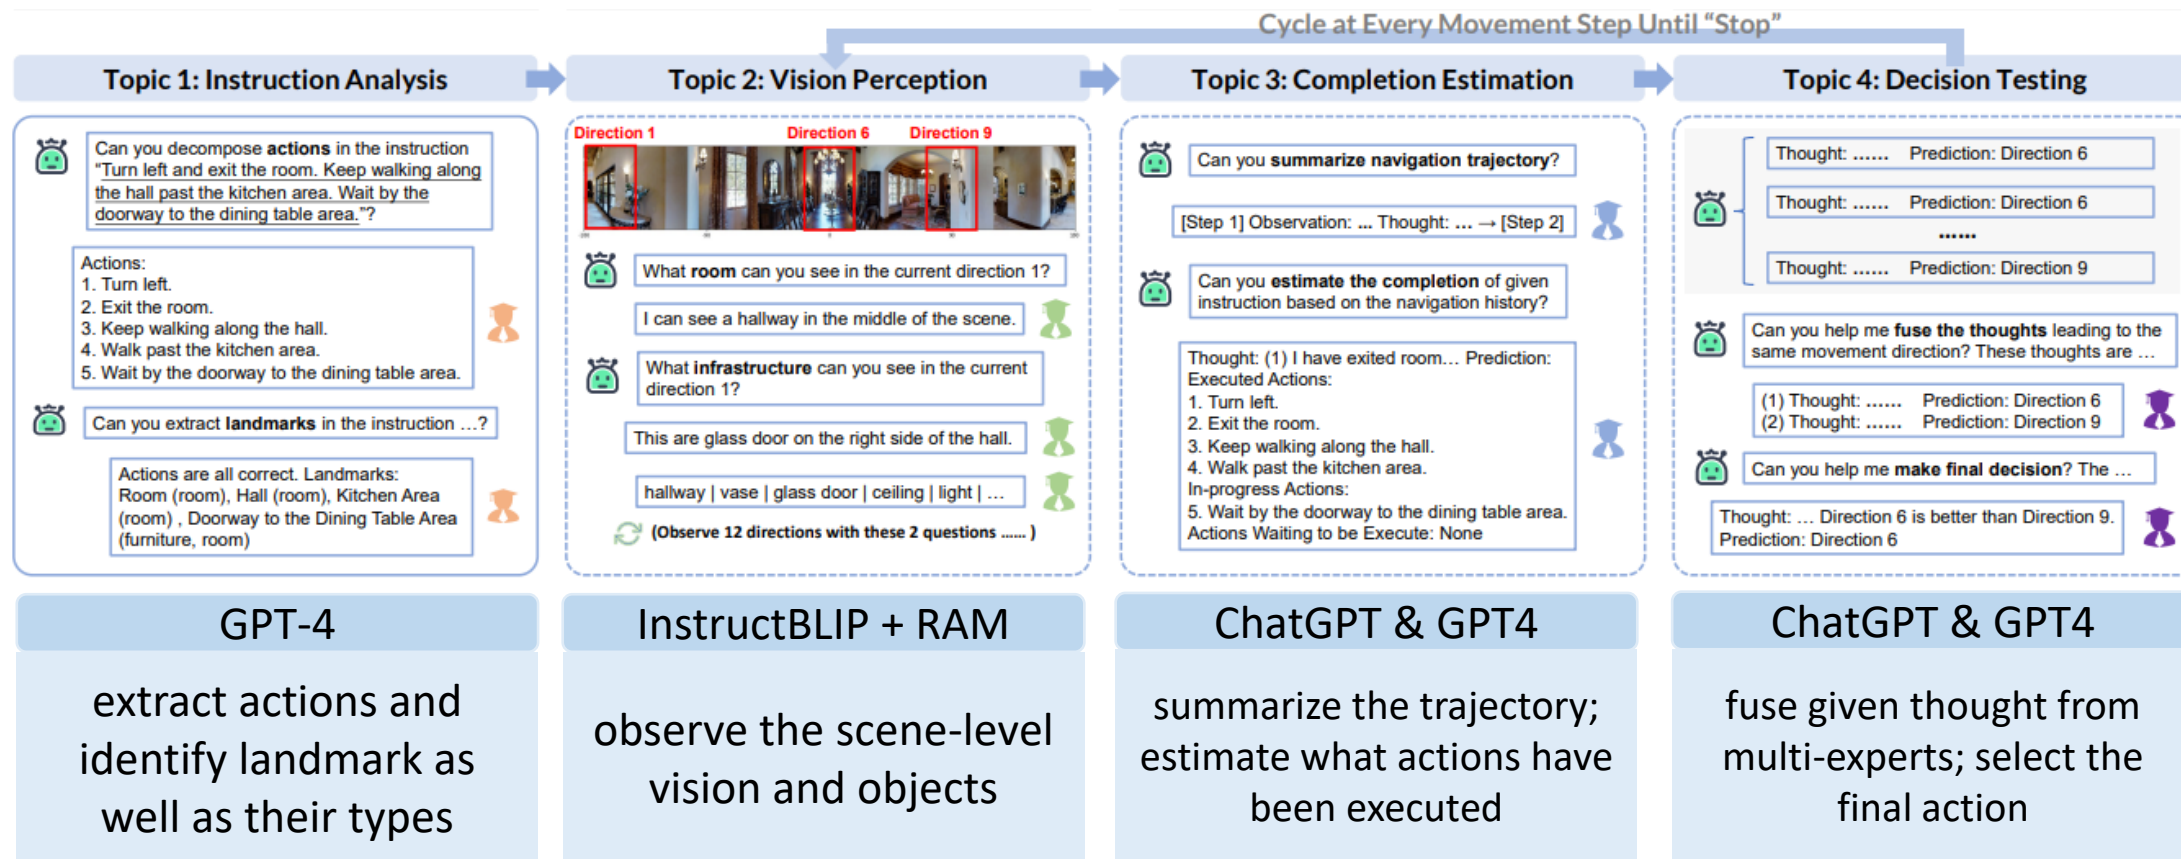 Cycle at Every Movement Step Until “Stop”
Topic 1: Instruction Analysis
Can you decompose actions in the instruction
“Turn left and exit the room. Keep walking along
the hall past the kitchen area. Wait by the
doorway to the dining table area.”?
Actions:
1. Turn left.
2. Exit the room.
3. Keep walking along the hall.
4. Walk past the kitchen area.
5. Wait by the doorway to the dining table area.
Can you extract landmarks in the instruction ...?
Actions are all correct. Landmarks:
Room (room), Hall (room), Kitchen Area
(room) , Doorway to the Dining Table Area
(furniture, room)
GPT-4
extract actions and
identify landmark as
well as their types
Topic 2: Vision Perception
Direction 1 Direction 6 Direction 9
What room can you see in the current direction 1?
I can see a hallway in the middle of the scene.
What infrastructure can you see in the current
direction 1?
This are glass door on the right side of the hall.
hallway | vase | glass door | ceiling | light | ...
(Observe 12 directions with these 2 questions ...... )
InstructBLIP + RAM
observe the scene-level
vision and objects
Topic 3: Completion Estimation
Can you summarize navigation trajectory?
[Step 1] Observation: ... Thought: ... → [Step 2]
Can you estimate the completion of given
instruction based on the navigation history?
Thought: (1) I have exited room... Prediction:
Executed Actions:
1. Turn left.
2. Exit the room.
3. Keep walking along the hall.
4. Walk past the kitchen area.
In-progress Actions:
5. Wait by the doorway to the dining table area.
Actions Waiting to be Execute: None
ChatGPT & GPT4
summarize the trajectory;
estimate what actions have
been executed
Topic 4: Decision Testing
Thought: ...... Prediction: Direction 6
Thought: ...... Prediction: Direction 6
......
Thought: ...... Prediction: Direction 9
Can you help me fuse the thoughts leading to the
same movement direction? These thoughts are ...
(1) Thought: ...... Prediction: Direction 6
(2) Thought: ...... Prediction: Direction 9
Can you help me make final decision? The ...
Thought: ... Direction 6 is better than Direction 9.
Prediction: Direction 6
ChatGPT & GPT4
fuse given thought from
multi-experts; select the
final action